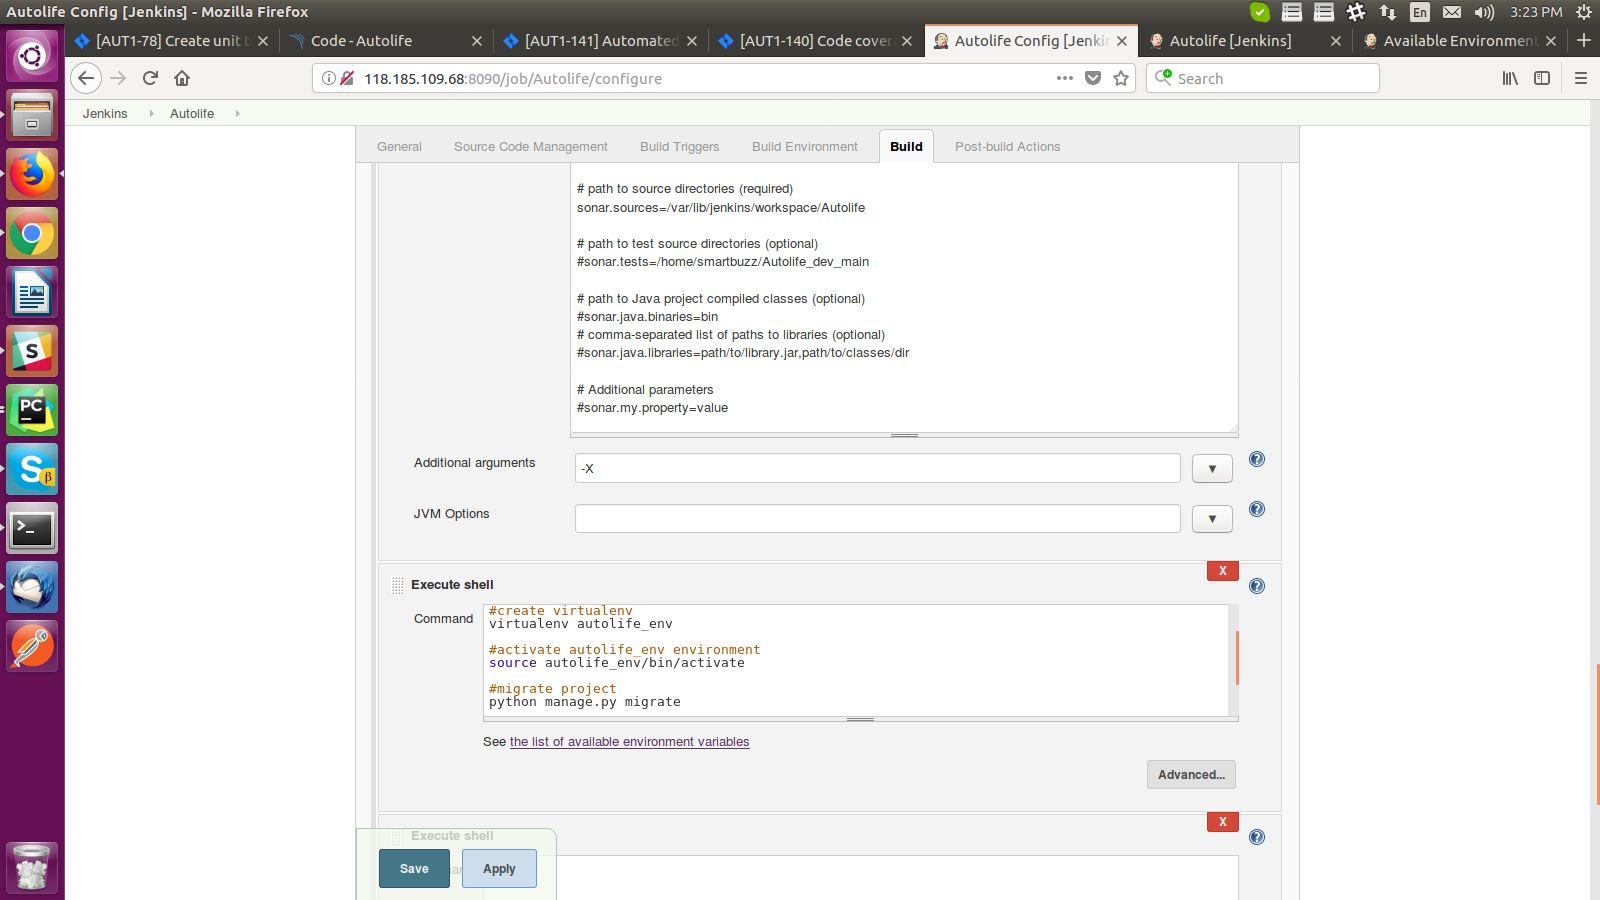 Autolife Config [Jenkins] - Mozilla Firefox
En
3:23 PM
[AUT1-78] Create unit t
Code - Autolife
[AUT1-141] Automated
[AUT1-140] Code cover
Autolife Config [Jenkin
Autolife [Jenkins]
Available Environment
118.185.109.68:8090/job/Autolife/configure
Search
Jenkins
Autolife
General
Source Code Management
Build Triggers
Build Environment
Build
Post-build Actions
# path to source directories (required)
sonar.sources=/var/lib/jenkins/workspace/Autolife
# path to test source directories (optional)
#sonar.tests=/home/smartbuzz/Autolife_dev_main
# path to Java project compiled classes (optional)
#sonar.java.binaries=bin
# comma-separated list of paths to libraries (optional)
#sonar.java.libraries=path/to/library.jar,path/to/classes/dir
# Additional parameters
#sonar.my.property=value
Additional arguments
-X
JVM Options
Execute shell
X
Command
#create virtualenv
virtualenv autolife_env
#activate autolife_env environment
source autolife_env/bin/activate
#migrate project
python manage.py migrate
See the list of available environment variables
Advanced...
Execute shell
X
Save
Apply
S
PC
S
β
>_